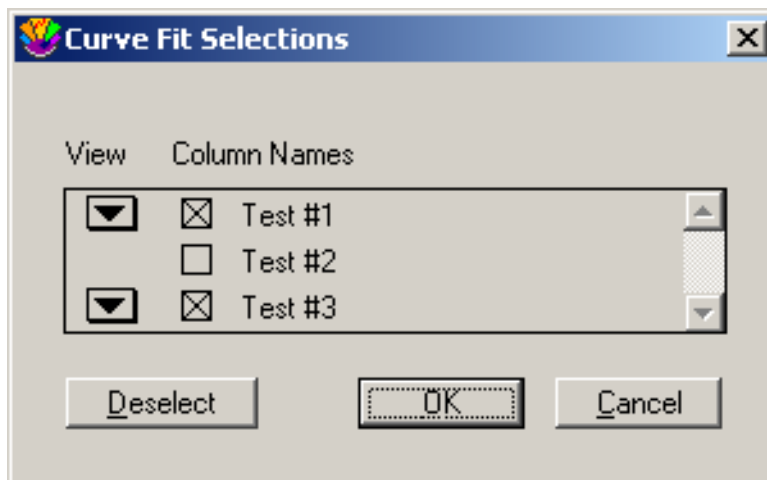 Curve Fit Selections
View Column Names
Test #1
Test #2
Test #3
Deselect OK Cancel